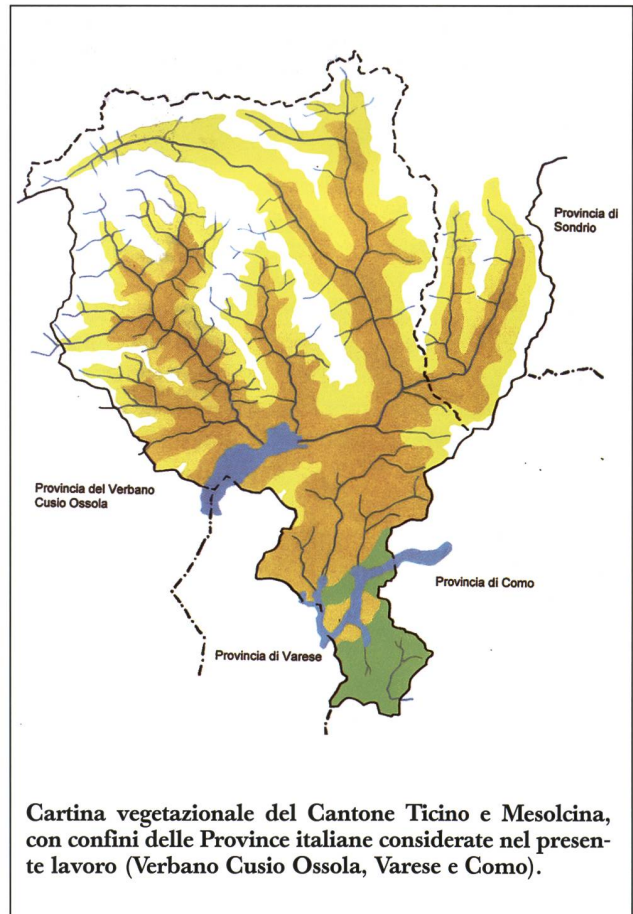 Provincia di
Sondrio
Provincia del Verbano
Cusio Ossola
Provincia di Como
Provincia di Varese
Cartina vegetazionale del Cantone Ticino e Mesolcina,
con confini delle Province italiane considerate nel presen-
te lavoro (Verbano Cusio Ossola, Varese e Como).